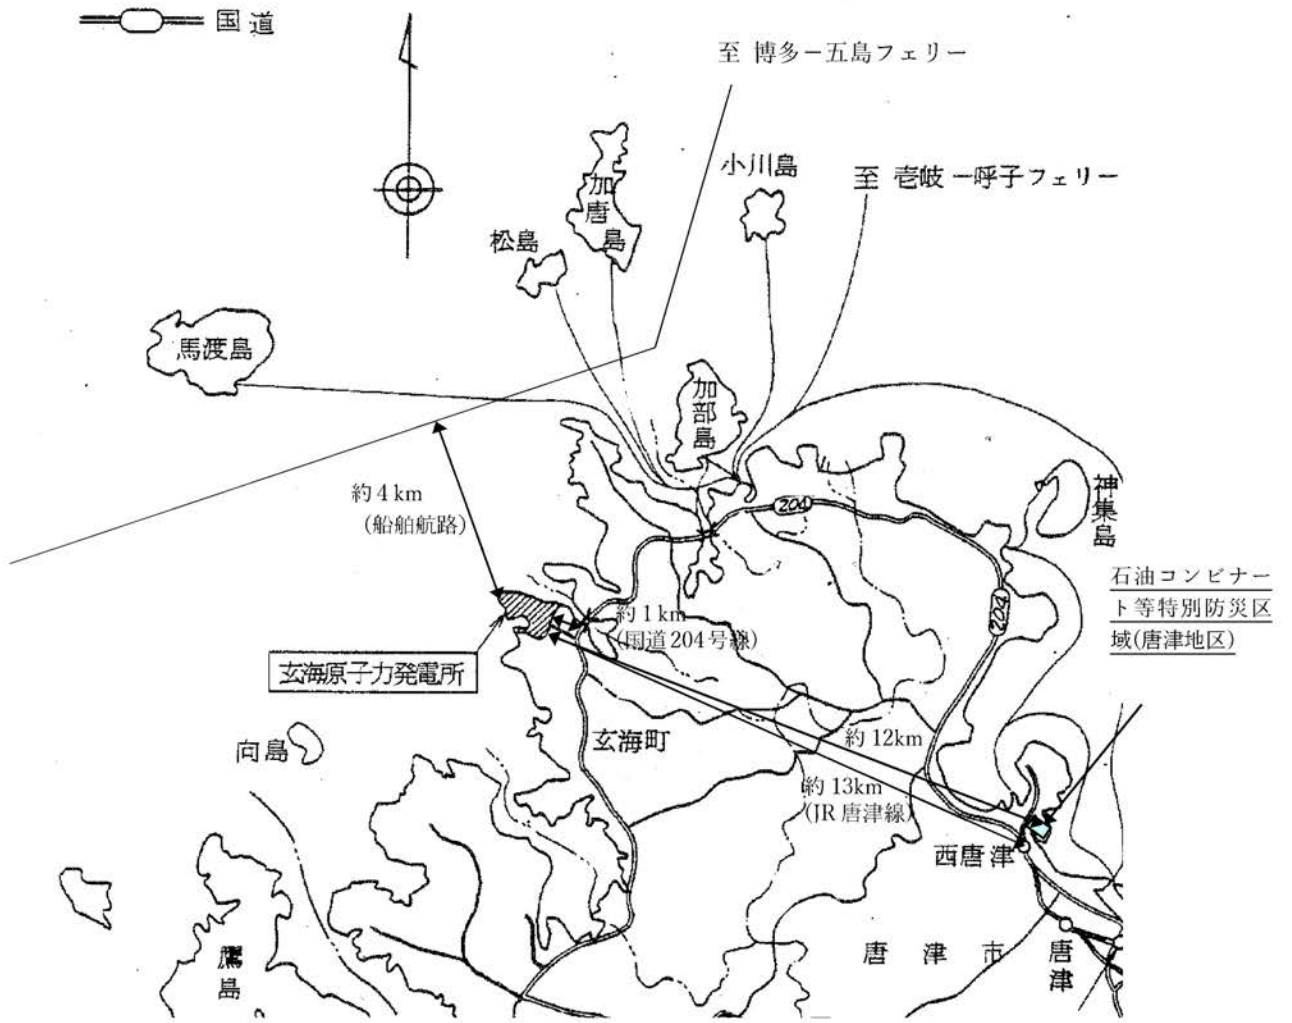 国道
至 博多－五島フェリー
小川島
至 壱岐－呼子フェリー
加唐島
松島
馬渡島
加部島
約4km
(船舶航路)
204
神集島
石油コンビナー
ト等特別防災区
域(唐津地区)
204
約1km
(国道204号線)
玄海原子力発電所
玄海町
向島
約12km
約13km
(JR唐津線)
西唐津
唐津市
唐津
鷹島